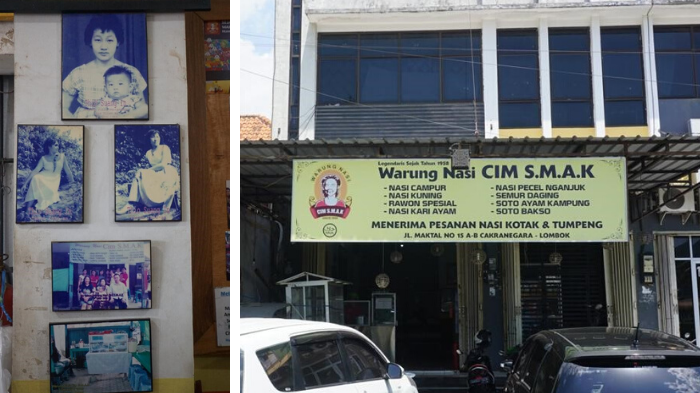 Legendaris Sejak Tahun 1958
Warung Nasi CIM S.M.A.K
- NASI CAMPUR
- NASI KUNING
- RAWON SPESIAL
- NASI KARI AYAM
- NASI PECEL NGANJUK
- SEMUR DAGING
- SOTO AYAM KAMPUNG
- SOTO BAKSO
MENERIMA PESANAN NASI KOTAK & TUMPENG
JL. MAKTAL NO 15 A-B CAKRANEGARA - LOMBOK
WARUNG NASI
CIM S.M.A.K